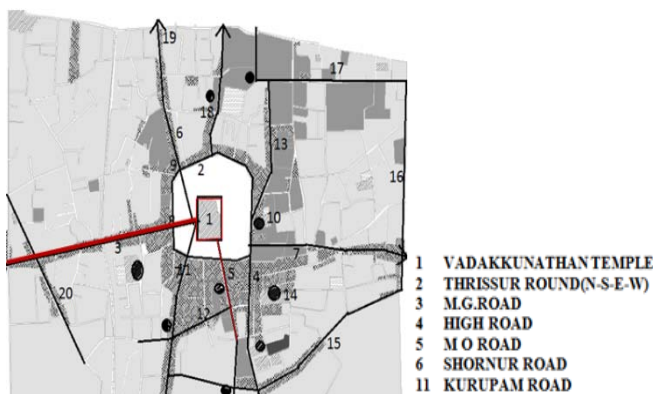 19
17
18
6
13
2
9
16
1
10
8
3
7
11
5
4
14
20
12
15
1 VADAKKUNATHAN TEMPLE
2 THRISSUR ROUND(N-S-E-W)
3 M.G.ROAD
4 HIGH ROAD
5 M O ROAD
6 SHORNUR ROAD
11 KURUPAM ROAD